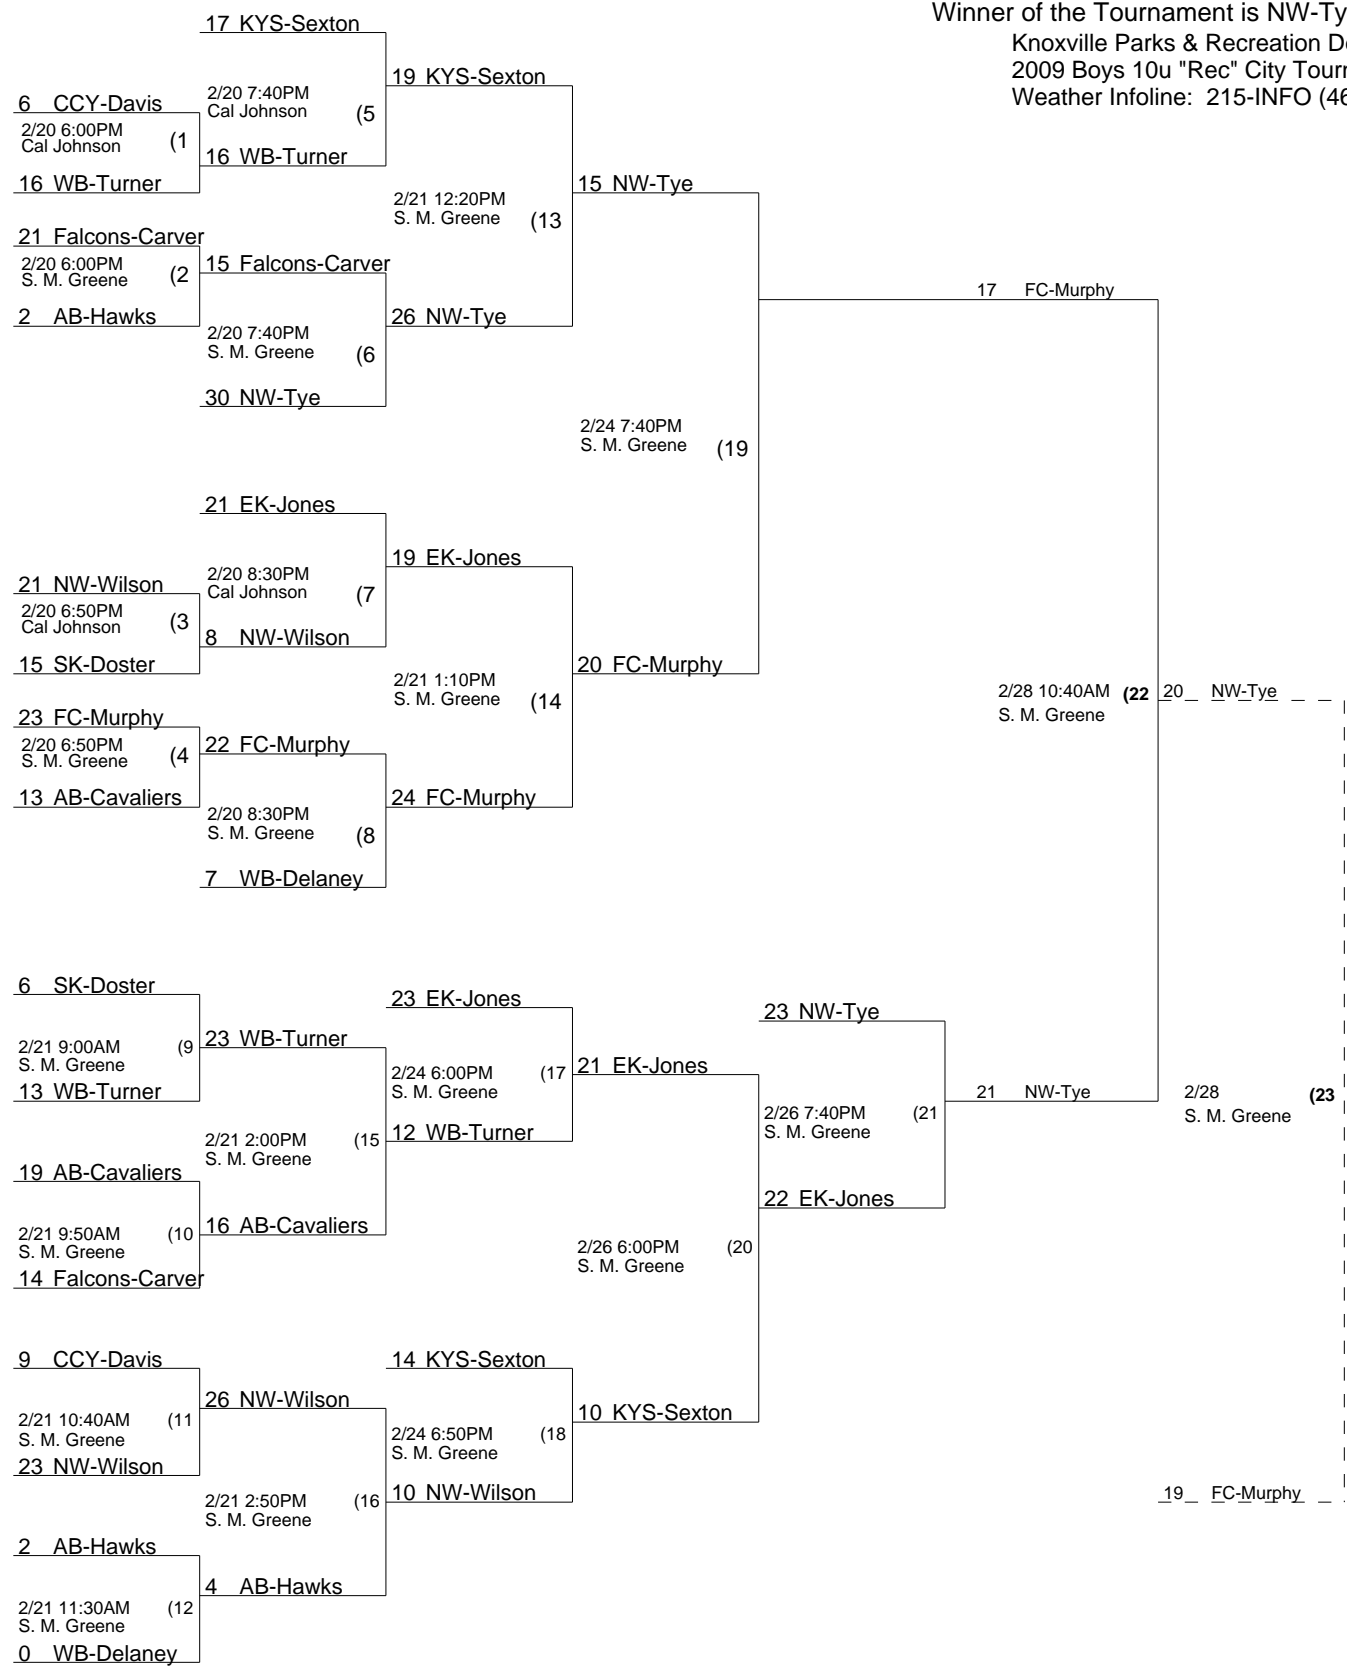 Winner of the Tournament is NW-Ty
Knoxville Parks & Recreation D
2009 Boys 10u "Rec" City Tour
Weather Infoline: 215-INFO (46
17 KYS-Sexton
19 KYS-Sexton
6 CCY-Davis
2/20 7:40PM
Cal Johnson (5
2/20 6:00PM
Cal Johnson (1
16 WB-Turner
16 WB-Turner
15 NW-Tye
2/21 12:20PM
S. M. Greene (13
21 Falcons-Carver
2/20 6:00PM
S. M. Greene (2
15 Falcons-Carver
17 FC-Murphy
2 AB-Hawks
26 NW-Tye
2/20 7:40PM
S. M. Greene (6
30 NW-Tye
2/24 7:40PM
S. M. Greene (19
21 EK-Jones
19 EK-Jones
21 NW-Wilson
2/20 8:30PM
Cal Johnson (7
2/20 6:50PM
Cal Johnson (3
8 NW-Wilson
15 SK-Doster
20 FC-Murphy
2/21 1:10PM
S. M. Greene (14
2/28 10:40AM (22
S. M. Greene
20 NW-Tye
23 FC-Murphy
2/20 6:50PM
S. M. Greene (4
22 FC-Murphy
13 AB-Cavaliers
24 FC-Murphy
2/20 8:30PM
S. M. Greene (8
7 WB-Delaney
6 SK-Doster
23 EK-Jones
23 NW-Tye
23 WB-Turner
2/21 9:00AM (9
S. M. Greene
13 WB-Turner
2/24 6:00PM (17
S. M. Greene
21 EK-Jones
21 NW-Tye
2/28 (23
S. M. Greene
2/26 7:40PM (21
S. M. Greene
12 WB-Turner
2/21 2:00PM (15
S. M. Greene
19 AB-Cavaliers
22 EK-Jones
16 AB-Cavaliers
2/21 9:50AM (10
S. M. Greene
2/26 6:00PM (20
S. M. Greene
14 Falcons-Carver
9 CCY-Davis
14 KYS-Sexton
26 NW-Wilson
10 KYS-Sexton
2/21 10:40AM (11
S. M. Greene
2/24 6:50PM (18
S. M. Greene
23 NW-Wilson
10 NW-Wilson
2/21 2:50PM (16
S. M. Greene
19 FC-Murphy
2 AB-Hawks
4 AB-Hawks
2/21 11:30AM (12
S. M. Greene
0 WB-Delaney